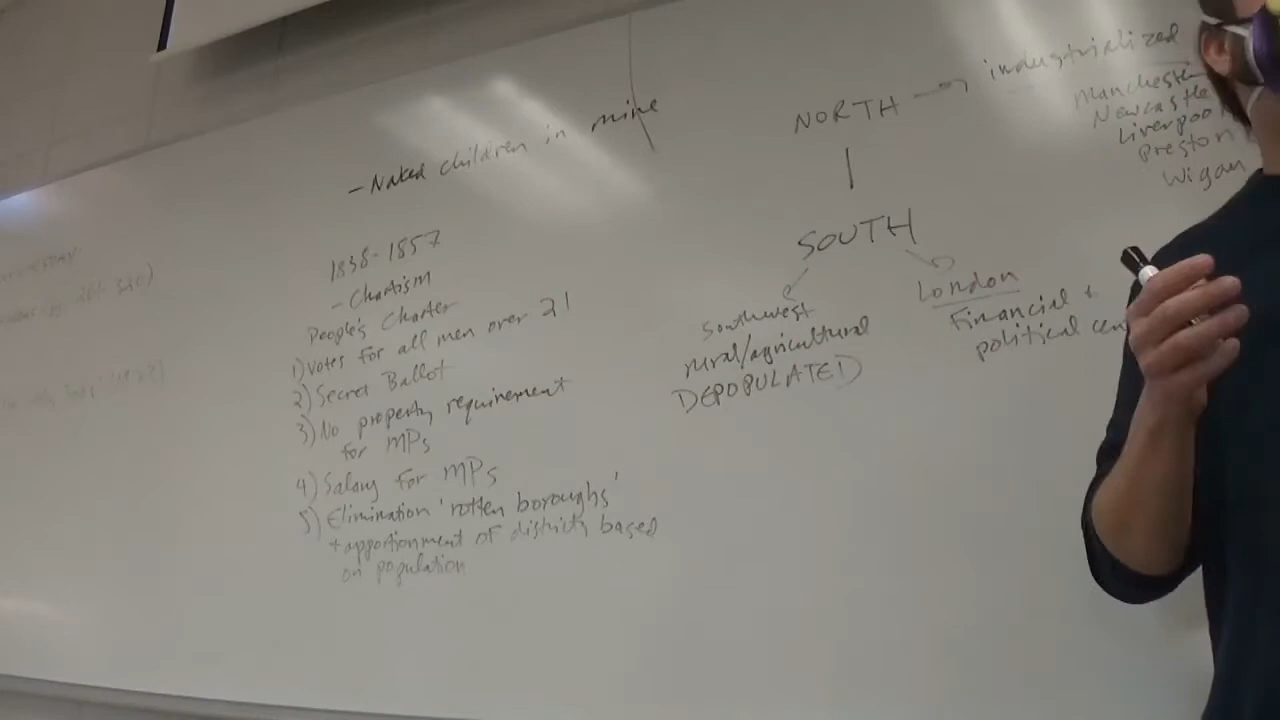 - Naked children in mine
1838-1857
- Chartism
People's Charter
1) Votes for all men over 21
2) Secret Ballot
3) No property requirement
for MPs
4) Salary for MPs
5) Elimination 'rotten boroughs'
+ apportionment of districts based
on population
NORTH → industrialized
Manchester
Newcastle
Liverpool
Preston
Wigan
SOUTH
Southwest
rural/agricultural
DEPOPULATED
London
Financial +
political cen